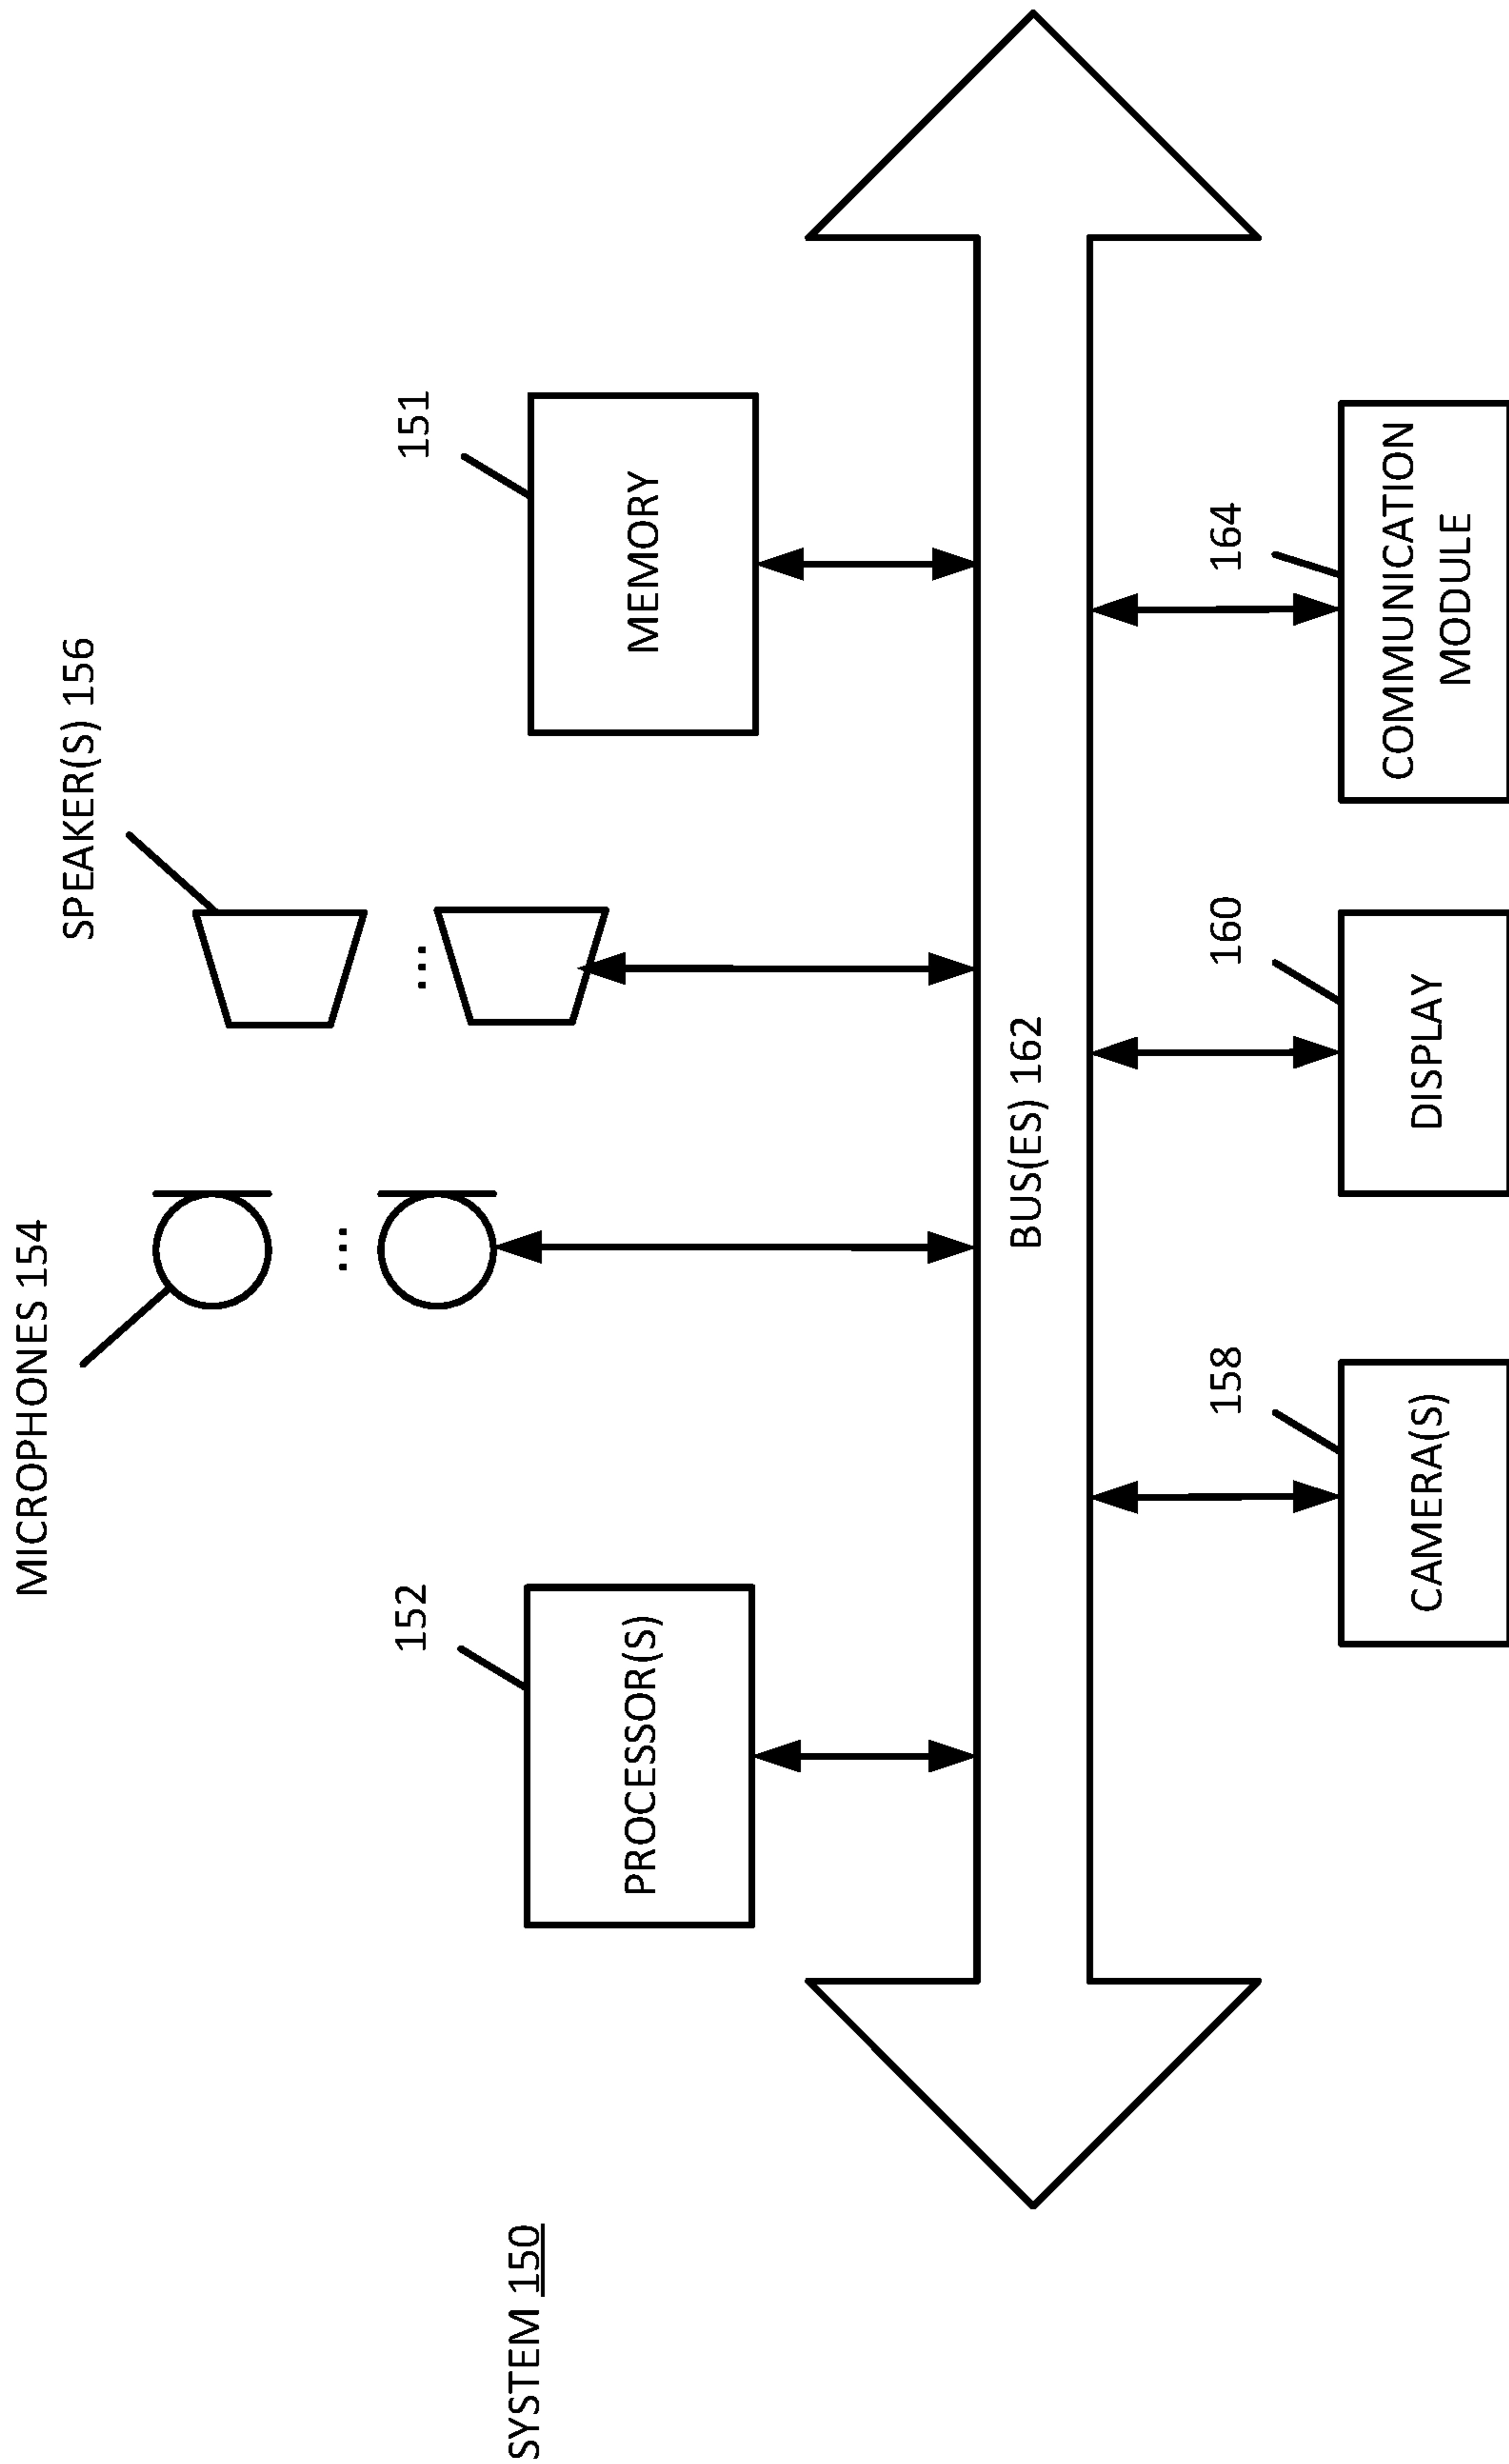 SYSTEM 150
MICROPHONES 154
SPEAKER(S) 156
152
PROCESSOR(S)
...
...
151
MEMORY
BUS(ES) 162
158
CAMERA(S)
160
DISPLAY
164
COMMUNICATION
MODULE